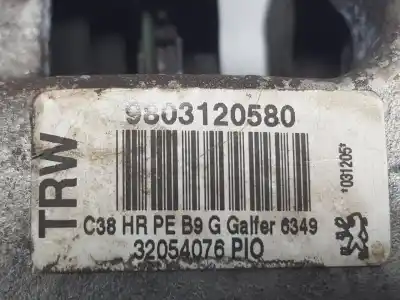 9803120580
TRW
*031205*
C38 HR PE B9 G Galfer 6349
32054076 PIO